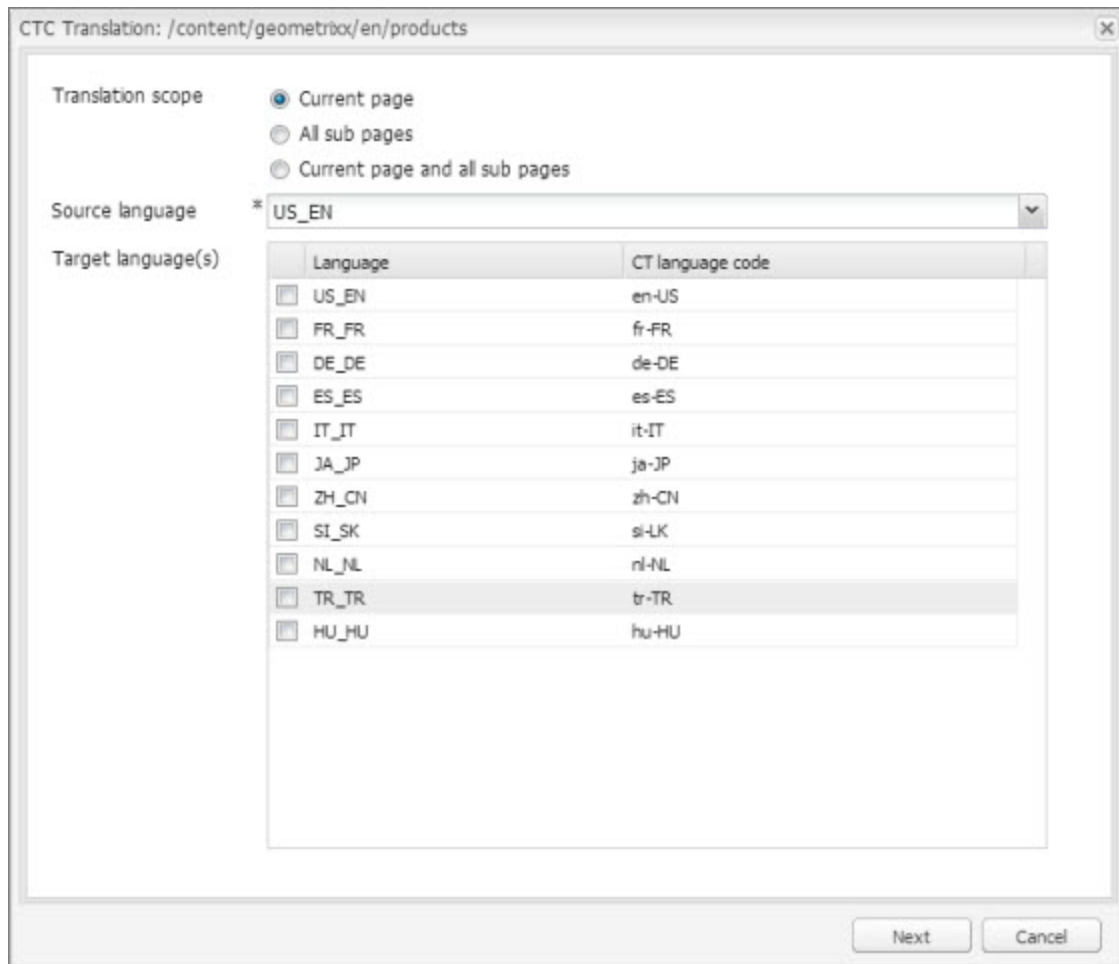 CTC Translation: /content/geometrixx/en/products
Translation scope
Current page
All sub pages
Current page and all sub pages
Source language * US_EN
Target language(s)
Language CT language code
US_EN en-US
FR_FR fr-FR
DE_DE de-DE
ES_ES es-ES
IT_IT it-IT
JA_JP ja-JP
ZH_CN zh-CN
SI_SK si-LK
NL_NL nl-NL
TR_TR tr-TR
HU_HU hu-HU
Next Cancel